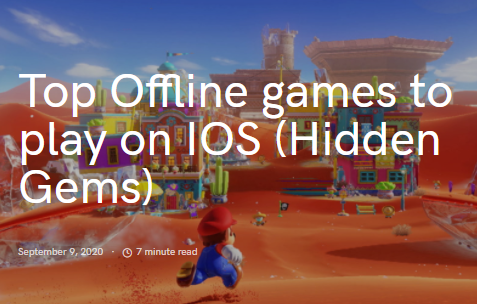 Top Offline games to
play on IOS (Hidden
Gems)
September 9, 2020 · 7 minute read